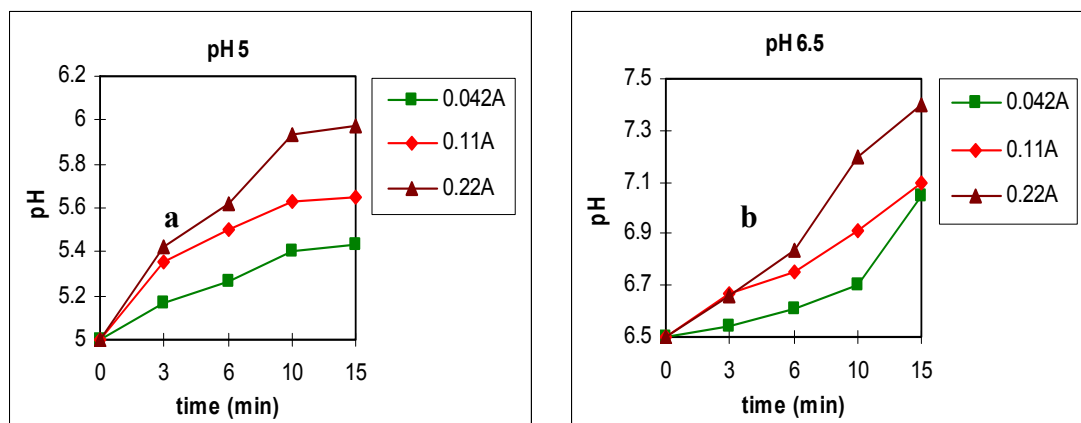 pH 5
6.2
6
5.8
5.6
5.4
5.2
5
pH
a
0 3 6 10 15
time (min)
0.042A
0.11A
0.22A
pH 6.5
7.5
7.3
7.1
6.9
6.7
6.5
pH
b
0 3 6 10 15
time (min)
0.042A
0.11A
0.22A